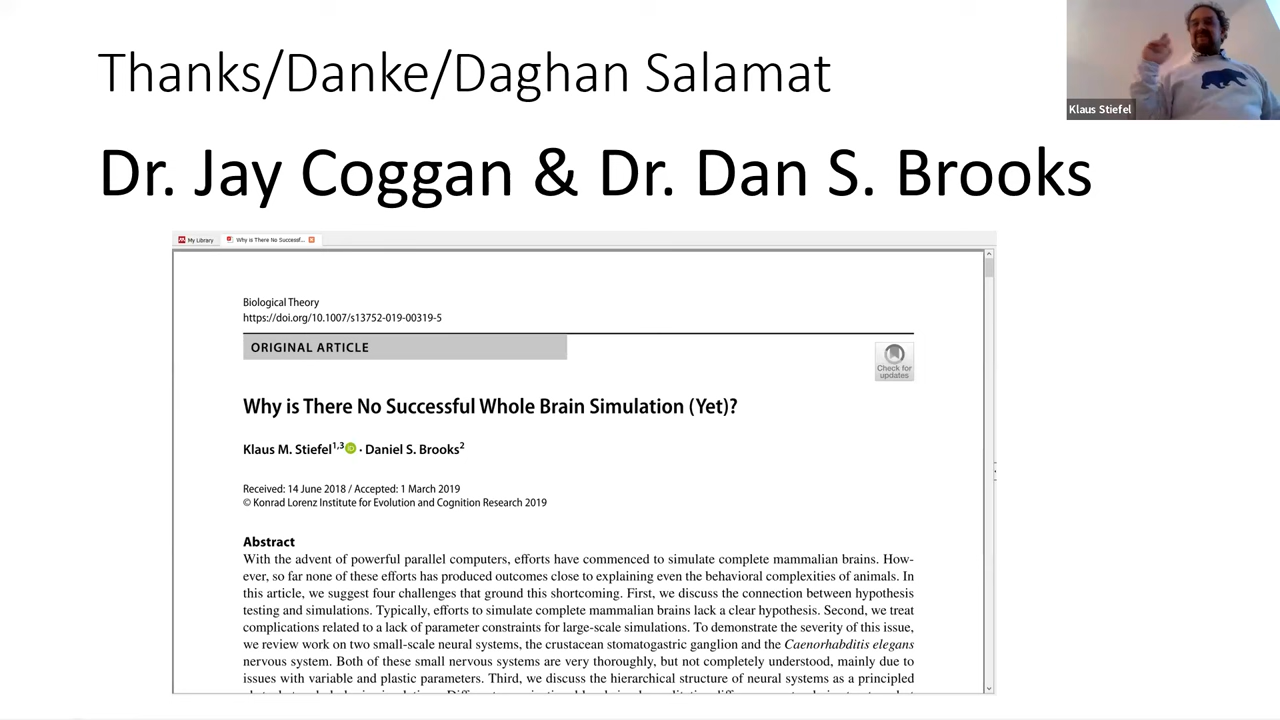 Thanks/Danke/Daghan Salamat
Klaus Stiefel
Dr. Jay Coggan & Dr. Dan S. Brooks
My Library
Why is There No Successf...
Biological Theory
https://doi.org/10.1007/s13752-019-00319-5
ORIGINAL ARTICLE
Check for
updates
Why is There No Successful Whole Brain Simulation (Yet)?
Klaus M. Stiefel1,3 iD · Daniel S. Brooks2
Received: 14 June 2018 / Accepted: 1 March 2019
© Konrad Lorenz Institute for Evolution and Cognition Research 2019
Abstract
With the advent of powerful parallel computers, efforts have commenced to simulate complete mammalian brains. How-
ever, so far none of these efforts has produced outcomes close to explaining even the behavioral complexities of animals. In
this article, we suggest four challenges that ground this shortcoming. First, we discuss the connection between hypothesis
testing and simulations. Typically, efforts to simulate complete mammalian brains lack a clear hypothesis. Second, we treat
complications related to a lack of parameter constraints for large-scale simulations. To demonstrate the severity of this issue,
we review work on two small-scale neural systems, the crustacean stomatogastric ganglion and the Caenorhabditis elegans
nervous system. Both of these small nervous systems are very thoroughly, but not completely understood, mainly due to
issues with variable and plastic parameters. Third, we discuss the hierarchical structure of neural systems as a principled